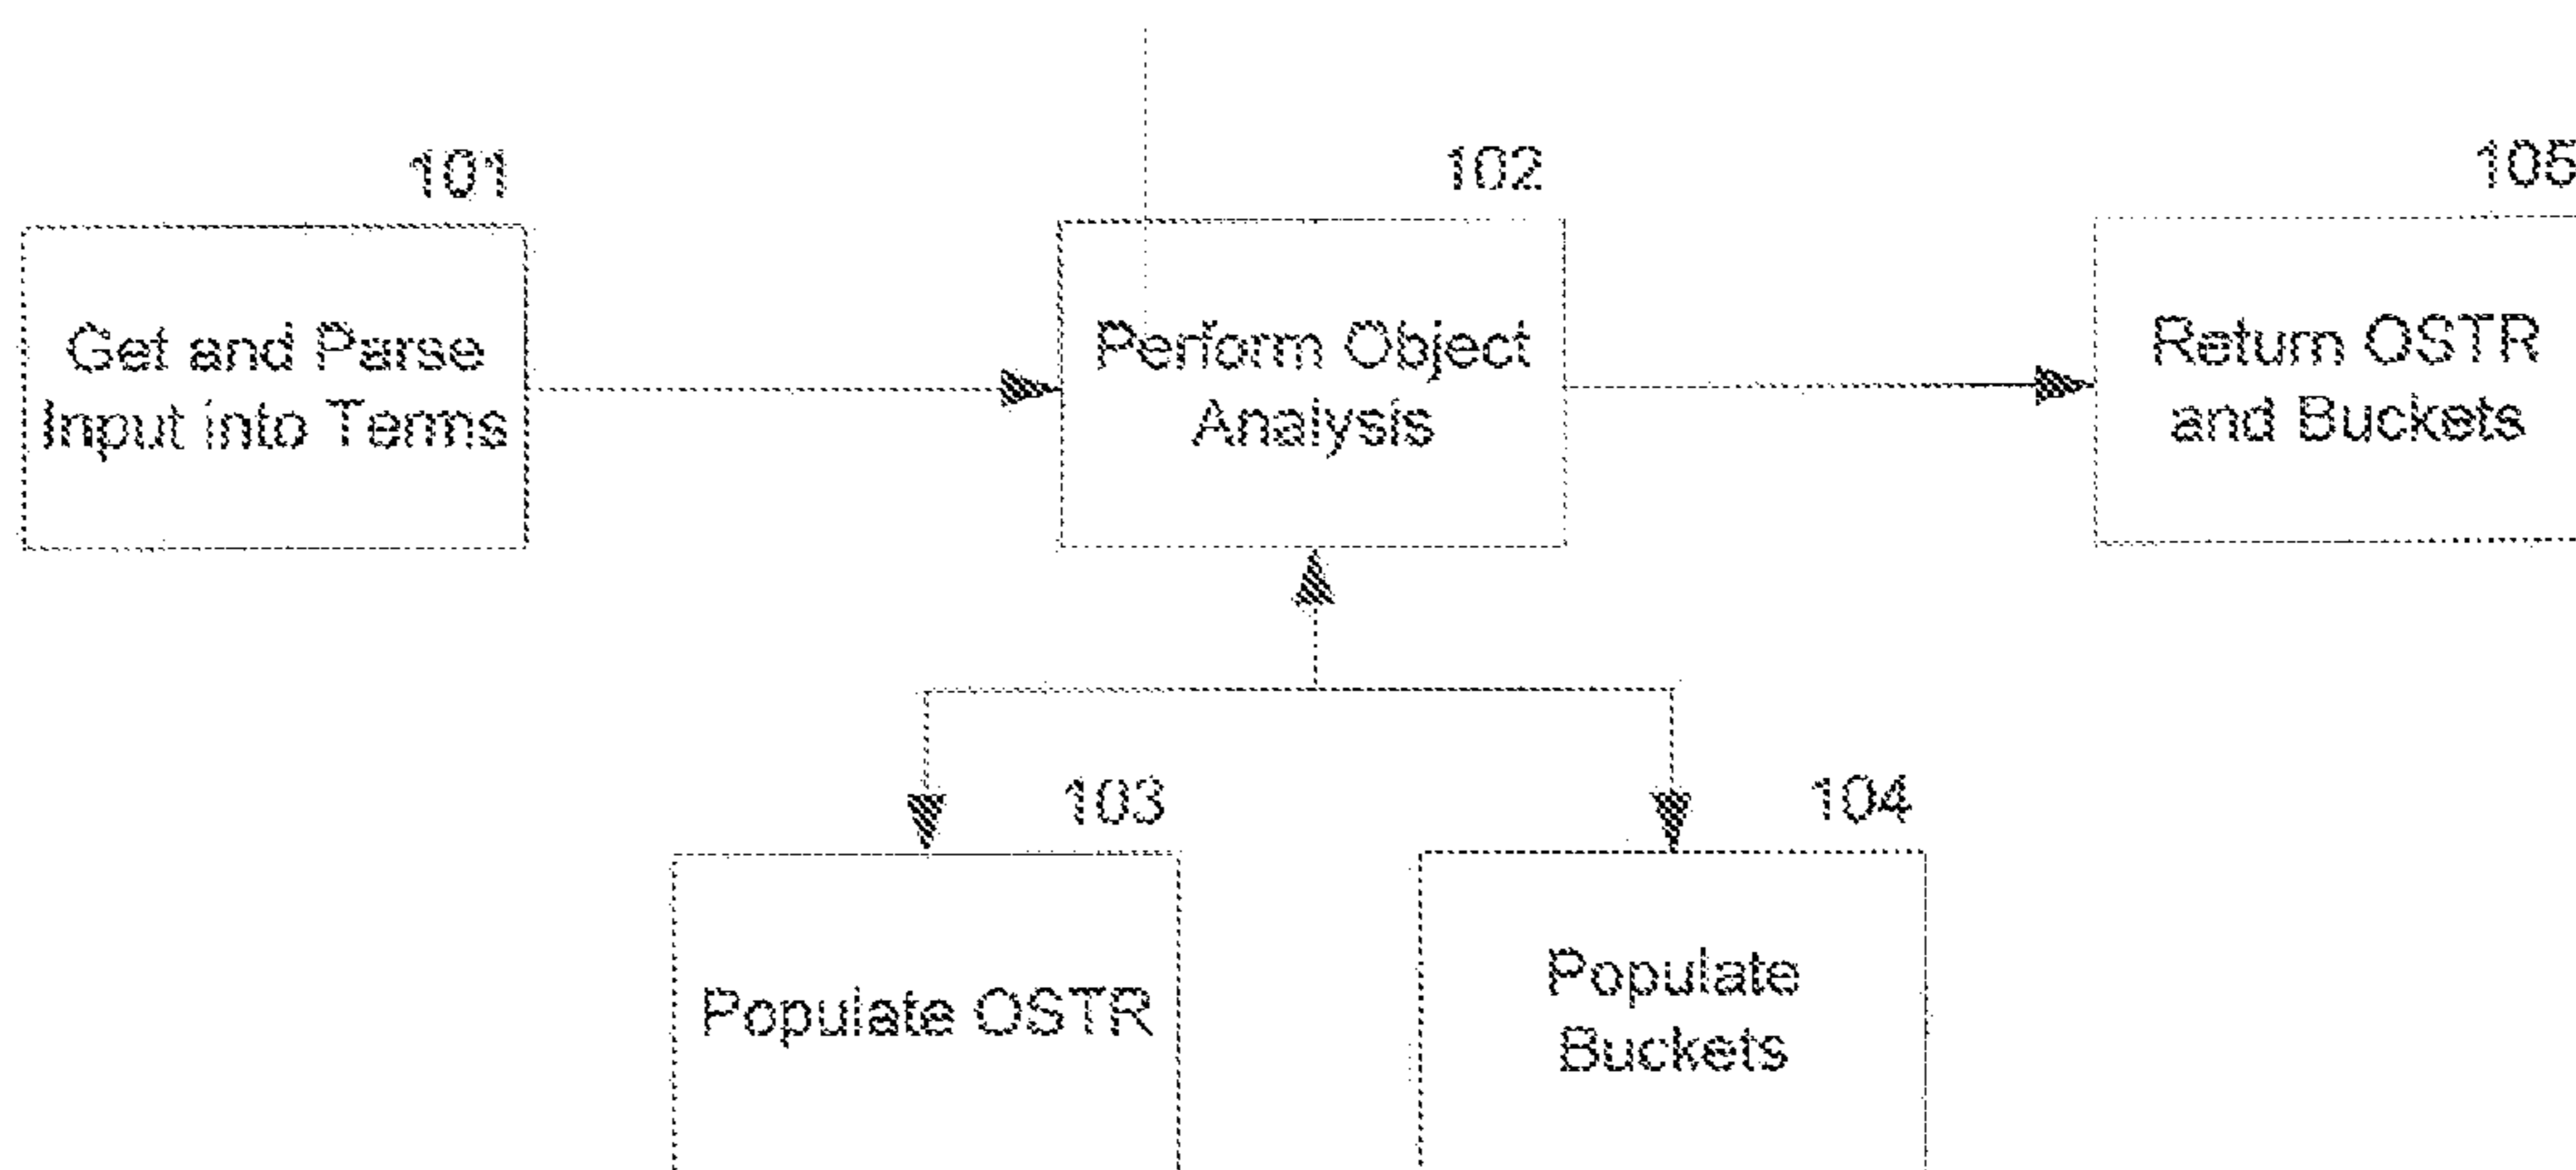 101
Get and Parse
Input into Terms
102
Perform Object
Analysis
105
Return OSTR
and Buckets
103
Populate OSTR
104
Populate
Buckets